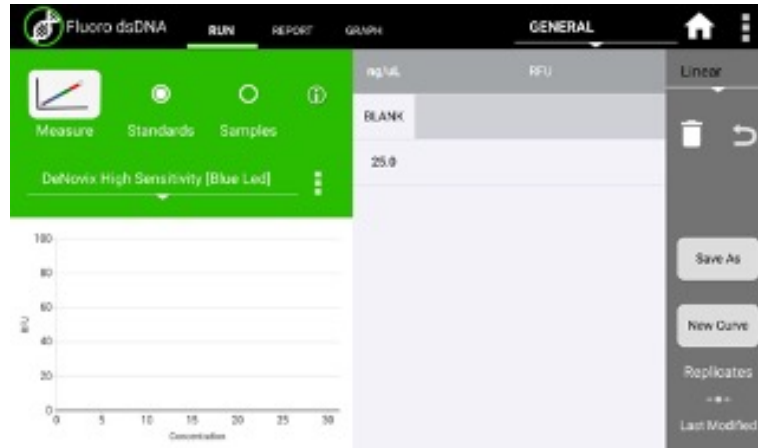 Fluoro dsDNA RUN REPORT GRAPH GENERAL
Measure Standards Samples
DeNovix High Sensitivity [Blue Led]
100
80
60
40
20
0
RFU
0 5 10 15 20 25 30
Concentration
ng/uL RFU
BLANK
25.0
Linear
Save As
New Curve
Replicates
Last Modified